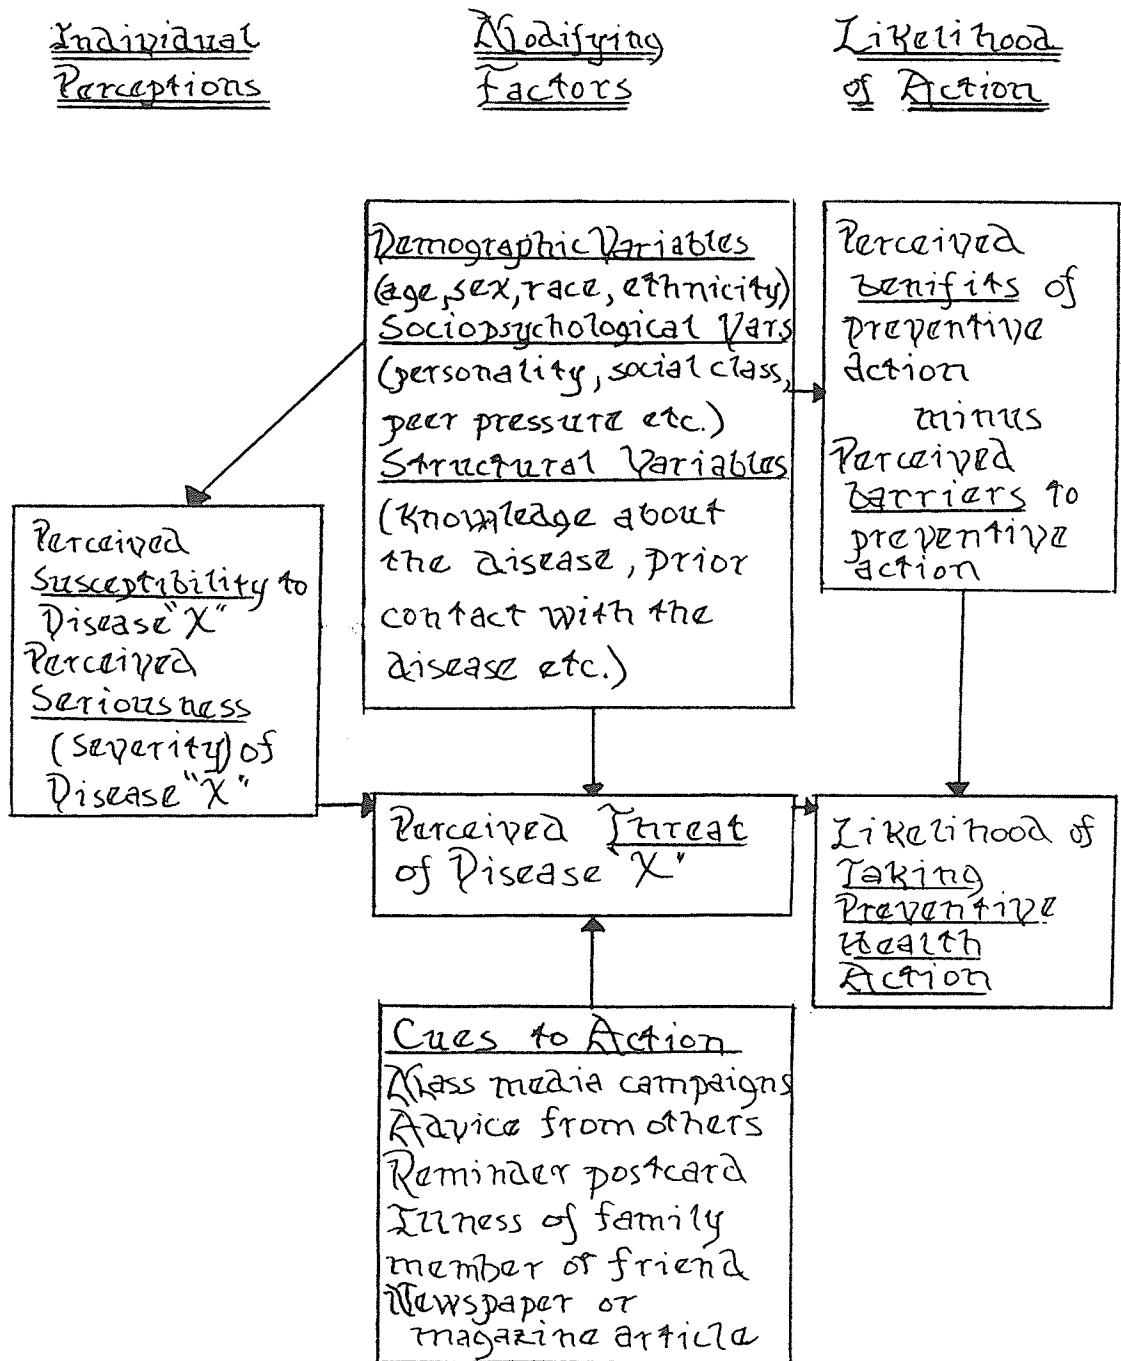 Individual
Perceptions
Modifying
Factors
Likelihood
of Action
Demographic Variables
(age, sex, race, ethnicity)
Sociopsychological Vars
(personality, social class,
peer pressure etc.)
Structural Variables
(Knowledge about
the disease, prior
contact with the
disease etc.)
Perceived
benifits of
preventive
action
minus
Perceived
barriers to
preventive
action
Perceived
Susceptibility to
Disease "X"
Perceived
Seriousness
(severity) of
Disease "X"
Perceived Threat
of Disease "X"
Likelihood of
Taking
Preventive
Health
Action
Cues to Action
Mass media campaigns
Advice from others
Reminder postcard
Illness of family
member or friend
Newspaper or
magazine article